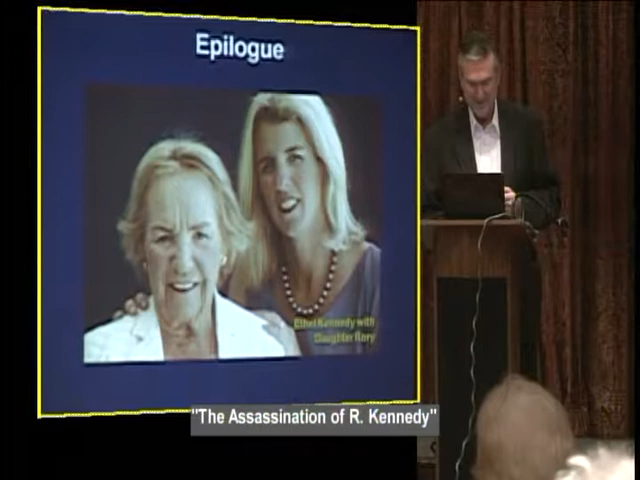 Epilogue
Ethel Kennedy with
Daughter Rory
"The Assassination of R. Kennedy"